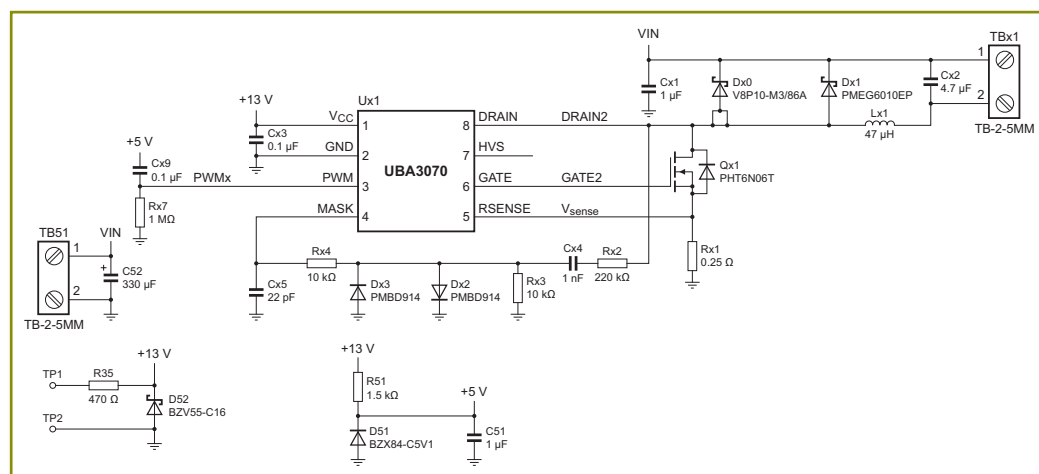 VIN
TBx1
1
2
TB-2-5MM
Cx1
1 µF
Dx0
V8P10-M3/86A
Dx1
PMEG6010EP
Cx2
4.7 µF
Lx1
47 µH
+13 V
Cx3
0.1 µF
Ux1
VCC
1
GND
2
PWM
3
MASK
4
UBA3070
8
DRAIN
DRAIN2
7
HVS
6
GATE
GATE2
5
RSENSE
Vsense
Qx1
PHT6N06T
Rx1
0.25 Ω
+5 V
Cx9
0.1 µF
PWMx
Rx7
1 MΩ
TB51
VIN
1
2
+
C52
330 µF
TB-2-5MM
Cx5
22 pF
Rx4
10 kΩ
Dx3
PMBD914
Dx2
PMBD914
Rx3
10 kΩ
Cx4
1 nF
Rx2
220 kΩ
+13 V
TP1
R35
470 Ω
D52
BZV55-C16
TP2
+13 V
R51
1.5 kΩ
+5 V
D51
BZX84-C5V1
C51
1 µF